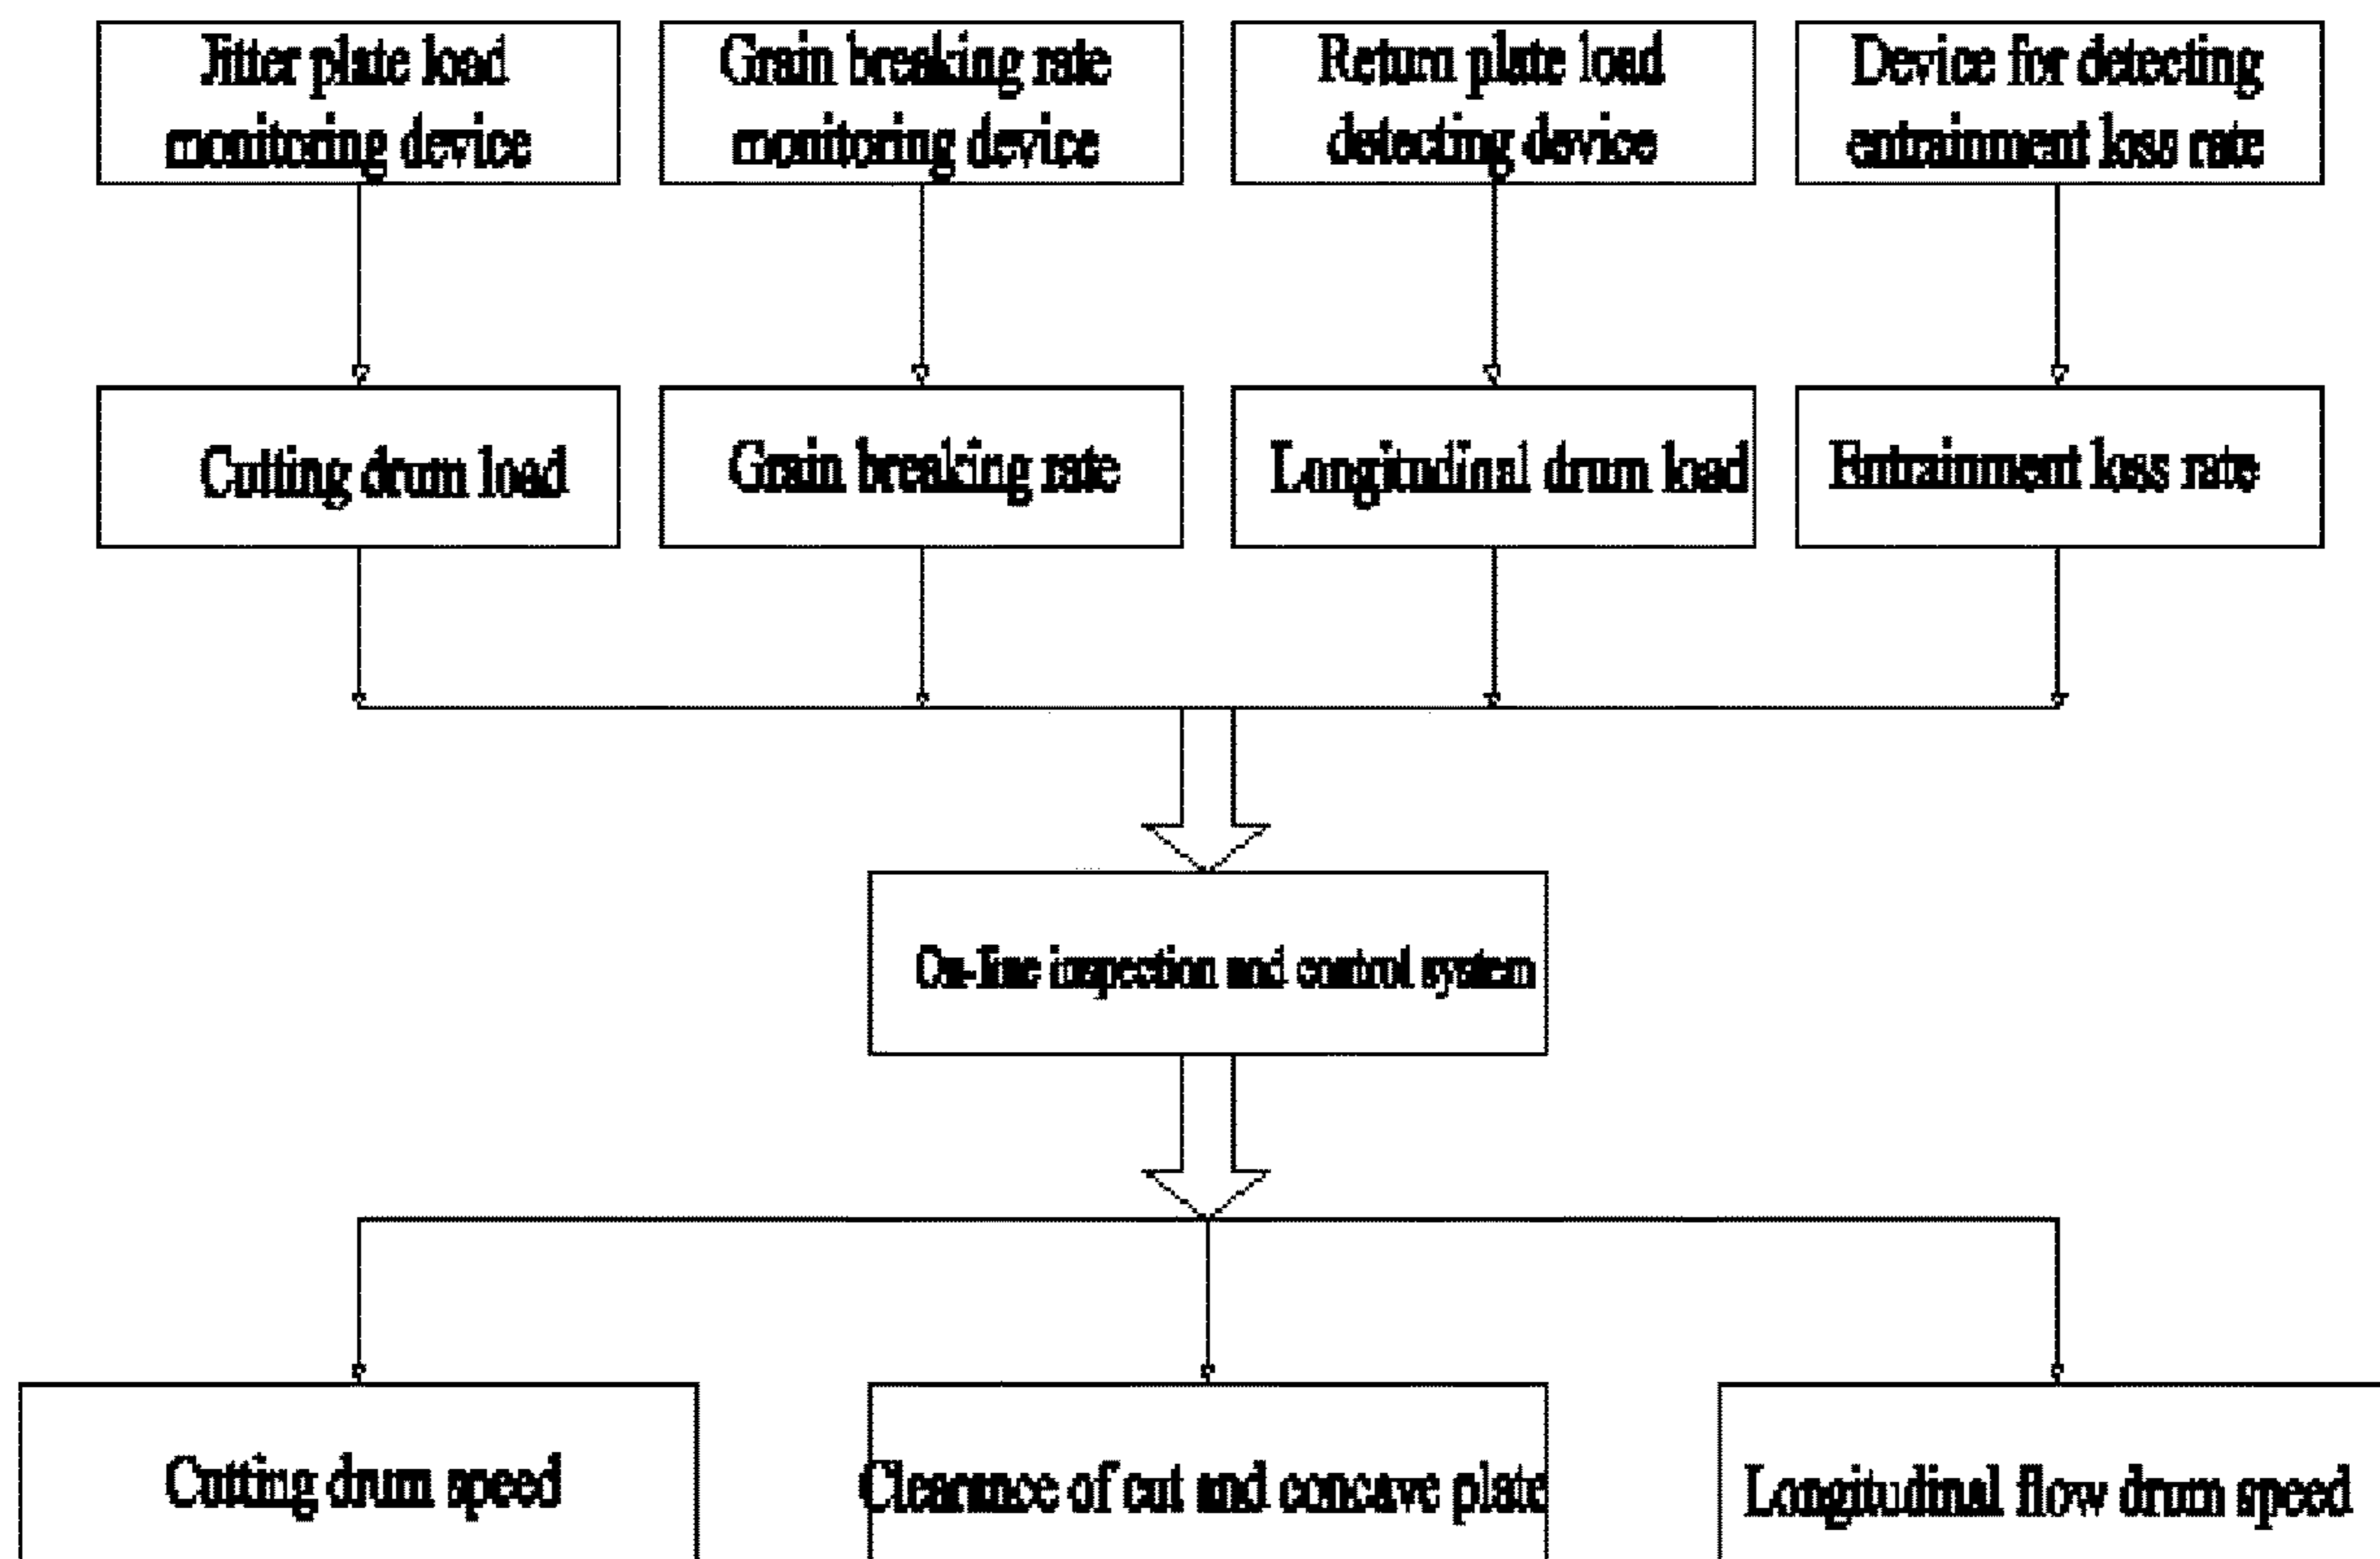 Jitter plate load
monitoring device
Grain breaking rate
monitoring device
Return plate load
detecting device
Device for detecting
entrainment loss rate
Cutting drum load
Grain breaking rate
Longitudinal drum load
Entrainment loss rate
On-line inspection and control system
Cutting drum speed
Clearance of cut and concave plate
Longitudinal flow drum speed